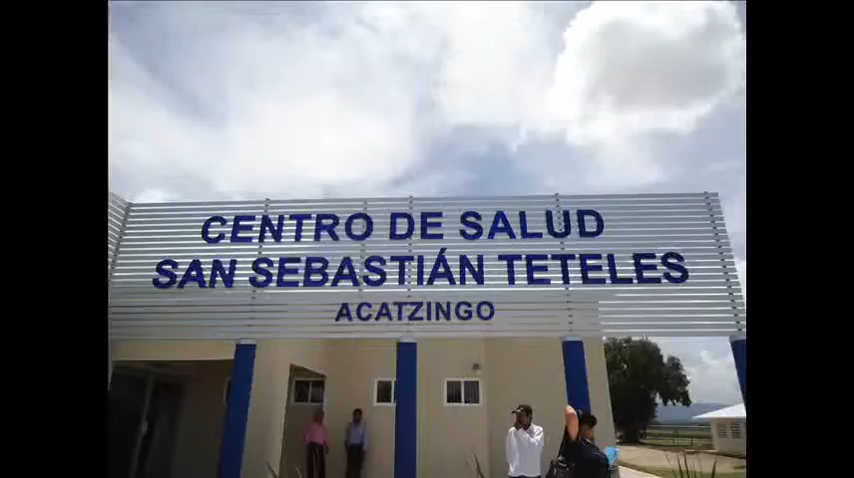 CENTRO DE SALUD
SAN SEBASTIÁN TETELES
ACATZINGO